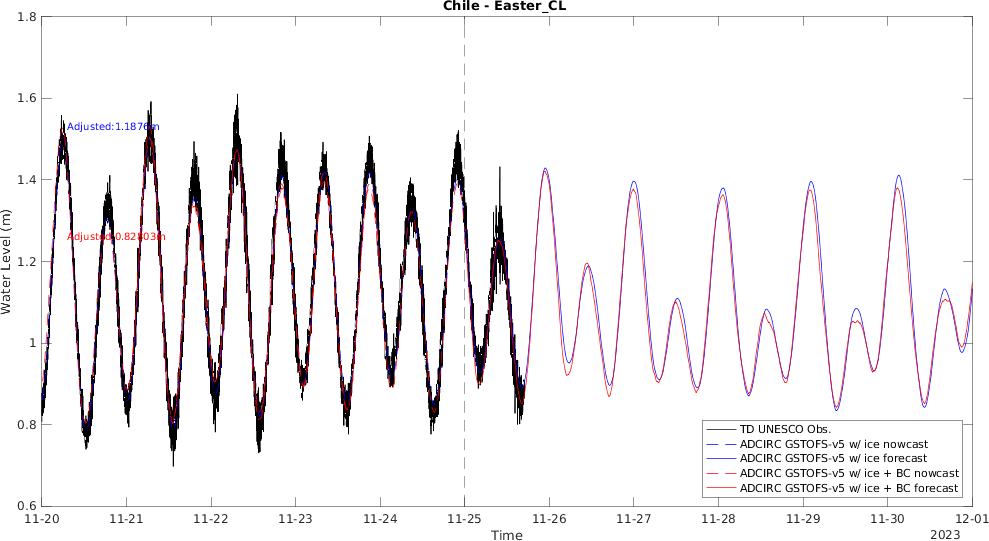 Chile - Easter_CL
1.8
1.6
1.4
1.2
1
0.8
0.6
Water Level (m)
Adjusted:1.1876m
Adjusted:0.82803m
TD UNESCO Obs.
ADCIRC GSTOFS-v5 w/ ice nowcast
ADCIRC GSTOFS-v5 w/ ice forecast
ADCIRC GSTOFS-v5 w/ ice + BC nowcast
ADCIRC GSTOFS-v5 w/ ice + BC forecast
11-20 11-21 11-22 11-23 11-24 11-25 11-26 11-27 11-28 11-29 11-30 12-01
Time
2023